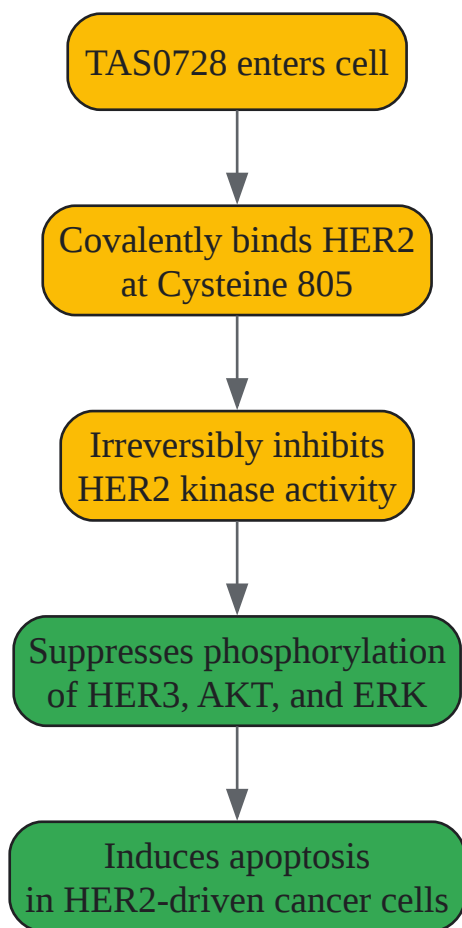 TAS0728 enters cell
Covalently binds HER2
at Cysteine 805
Irreversibly inhibits
HER2 kinase activity
Suppresses phosphorylation
of HER3, AKT, and ERK
Induces apoptosis
in HER2-driven cancer cells